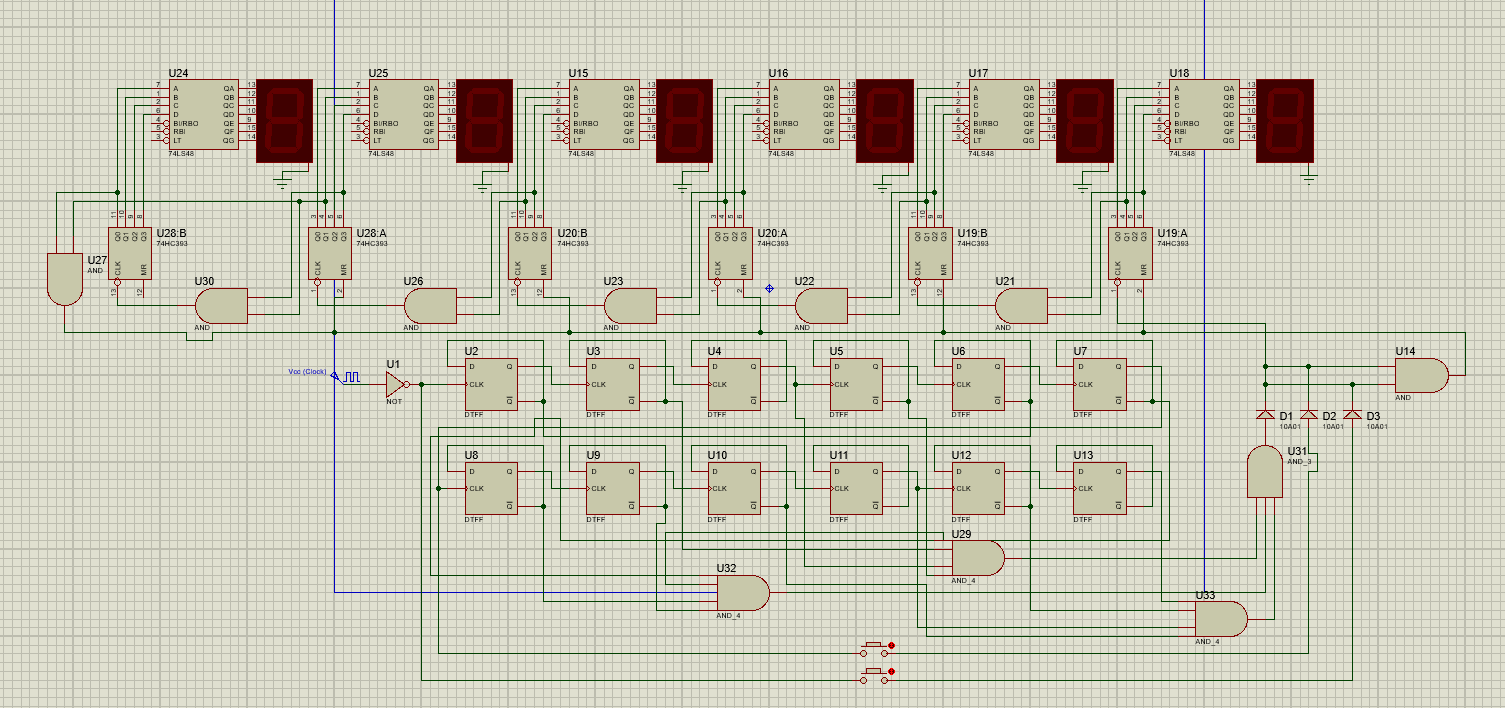 U24 U25 U15 U16 U17 U18
7 A QA 13 7 A QA 13 7 A QA 13 7 A QA 13 7 A QA 13 7 A QA 13
1 B QB 12 1 B QB 12 1 B QB 12 1 B QB 12 1 B QB 12 1 B QB 12
2 C QC 11 2 C QC 11 2 C QC 11 2 C QC 11 2 C QC 11 2 C QC 11
6 D QD 10 6 D QD 10 6 D QD 10 6 D QD 10 6 D QD 10 6 D QD 10
4 BI/RBO QE 9 4 BI/RBO QE 9 4 BI/RBO QE 9 4 BI/RBO QE 9 4 BI/RBO QE 9 4 BI/RBO QE 9
5 RBI QF 15 5 RBI QF 15 5 RBI QF 15 5 RBI QF 15 5 RBI QF 15 5 RBI QF 15
3 LT QG 14 3 LT QG 14 3 LT QG 14 3 LT QG 14 3 LT QG 14 3 LT QG 14
74LS48 74LS48 74LS48 74LS48 74LS48 74LS48
11 10 9 8 3 4 5 6 11 10 9 8 3 4 5 6 11 10 9 8 3 4 5 6
Q0 Q1 Q2 Q3 U28:B Q0 Q1 Q2 Q3 U28:A Q0 Q1 Q2 Q3 U20:B Q0 Q1 Q2 Q3 U20:A Q0 Q1 Q2 Q3 U19:B Q0 Q1 Q2 Q3 U19:A
74HC393 74HC393 74HC393 74HC393 74HC393 74HC393
U27
AND
CLK MR CLK MR CLK MR CLK MR CLK MR CLK MR
U30 U26 U23 U22 U21
13 12 1 2 13 12 1 2 13 12 1 2
AND AND AND AND AND
U2 U3 U4 U5 U6 U7 U14
Vcc (Clock) U1
D Q D Q D Q D Q D Q D Q
CLK CLK CLK CLK CLK CLK
NOT AND
Q Q Q Q Q Q
DTFF DTFF DTFF DTFF DTFF DTFF
D1 D2 D3
10A01 10A01 10A01
U8 U9 U10 U11 U12 U13 U31
AND_3
D Q D Q D Q D Q D Q D Q
CLK CLK CLK CLK CLK CLK
Q Q Q Q Q Q
DTFF DTFF DTFF DTFF DTFF DTFF
U29
U32
AND_4
U33
AND_4
AND_4